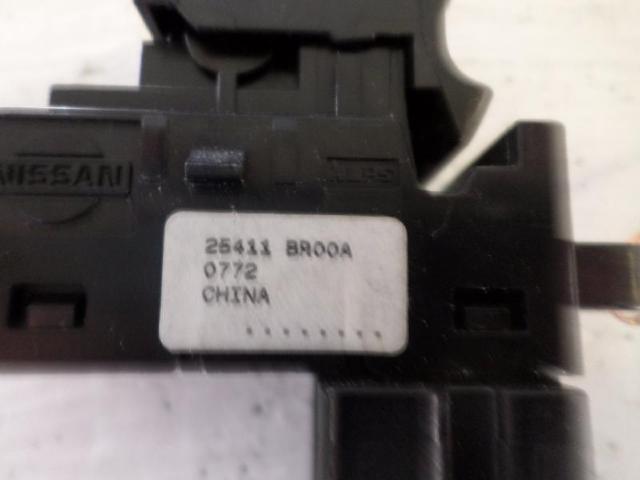 NISSAN
ALPS
25411 BR00A
0772
CHINA